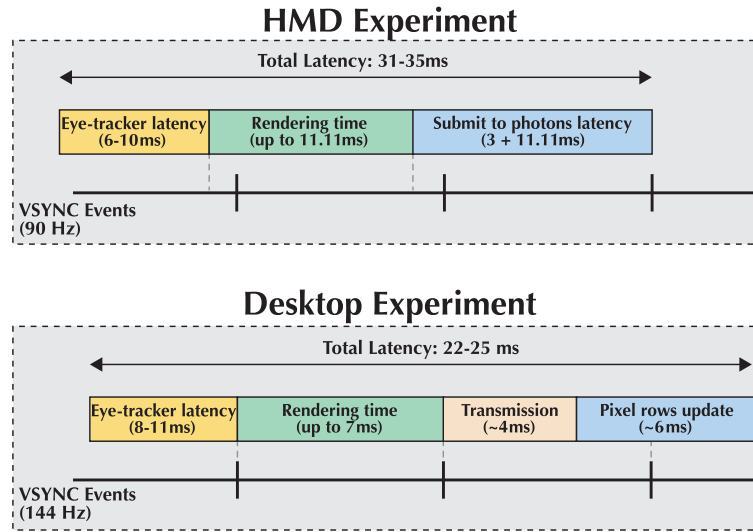 HMD Experiment
Total Latency: 31-35ms
Eye-tracker latency
(6-10ms)
Rendering time
(up to 11.11ms)
Submit to photons latency
(3 + 11.11ms)
VSYNC Events
(90 Hz)
Desktop Experiment
Total Latency: 22-25 ms
Eye-tracker latency
(8-11ms)
Rendering time
(up to 7ms)
Transmission
(~4ms)
Pixel rows update
(~6ms)
VSYNC Events
(144 Hz)